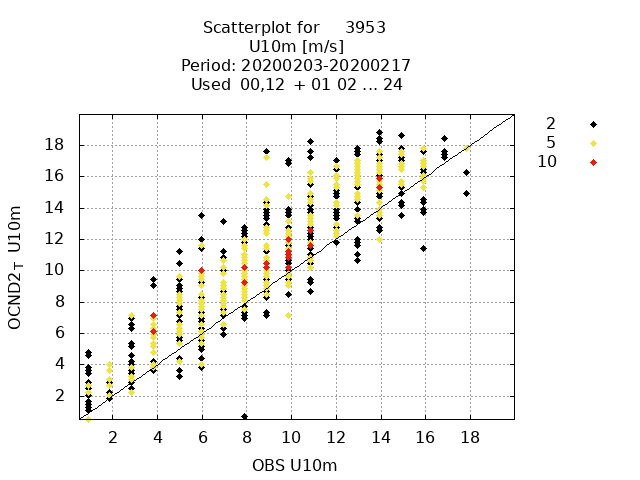 Scatterplot for 3953
U10m [m/s]
Period: 20200203-20200217
Used 00,12 + 01 02 ... 24
2
5
10
18
16
14
12
10
8
6
4
2
OCND2_T U10m
2 4 6 8 10 12 14 16 18
OBS U10m